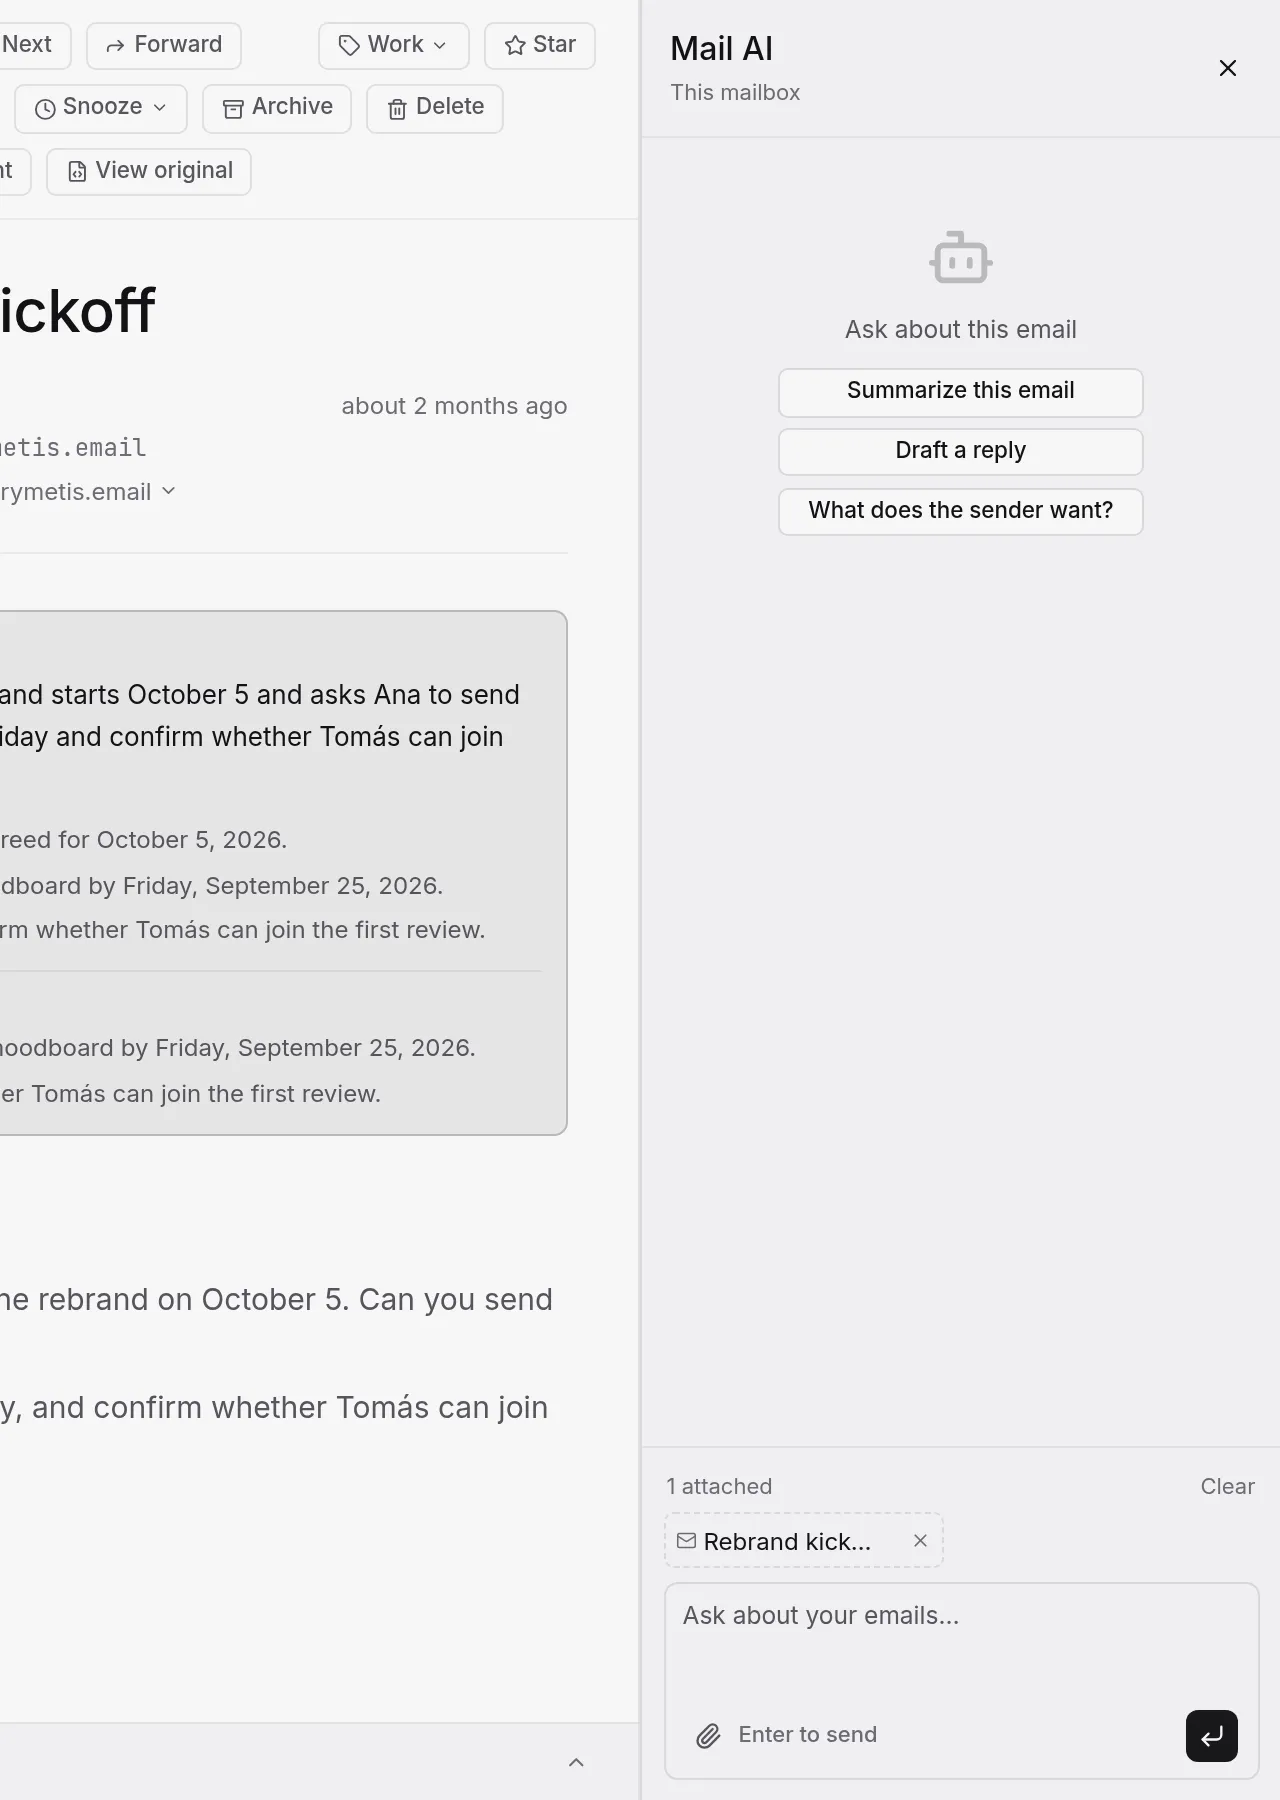 Next
Forward
Work
Star
Snooze
Archive
Delete
View original
ickoff
about 2 months ago
etis.email
rymetis.email
and starts October 5 and asks Ana to send
iday and confirm whether Tomás can join
reed for October 5, 2026.
dboard by Friday, September 25, 2026.
rm whether Tomás can join the first review.
oodboard by Friday, September 25, 2026.
er Tomás can join the first review.
he rebrand on October 5. Can you send
y, and confirm whether Tomás can join
Mail AI
This mailbox
Ask about this email
Summarize this email
Draft a reply
What does the sender want?
1 attached
Clear
Rebrand kick...
Ask about your emails...
Enter to send